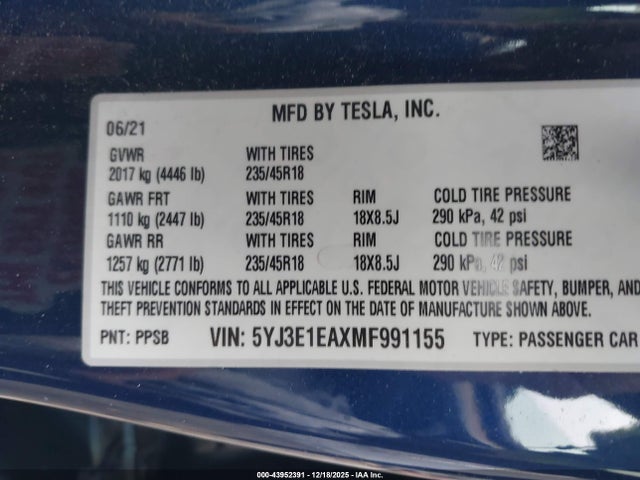 MFD BY TESLA, INC.
06/21
GVWR WITH TIRES
2017 kg (4446 lb) 235/45R18
GAWR FRT WITH TIRES RIM COLD TIRE PRESSURE
1110 kg (2447 lb) 235/45R18 18X8.5J 290 kPa, 42 psi
GAWR RR WITH TIRES RIM COLD TIRE PRESSURE
1257 kg (2771 lb) 235/45R18 18X8.5J 290 kPa, 42 psi
THIS VEHICLE CONFORMS TO ALL APPLICABLE U.S. FEDERAL MOTOR VEHICLE SAFETY, BUMPER, AND
THEFT PREVENTION STANDARDS IN EFFECT ON THE DATE OF MANUFACTURE SHOWN ABOVE.
PNT: PPSB VIN: 5YJ3E1EAXMF991155 TYPE: PASSENGER CAR
000-43952391 - 12/18/2025 - IAAI.COM